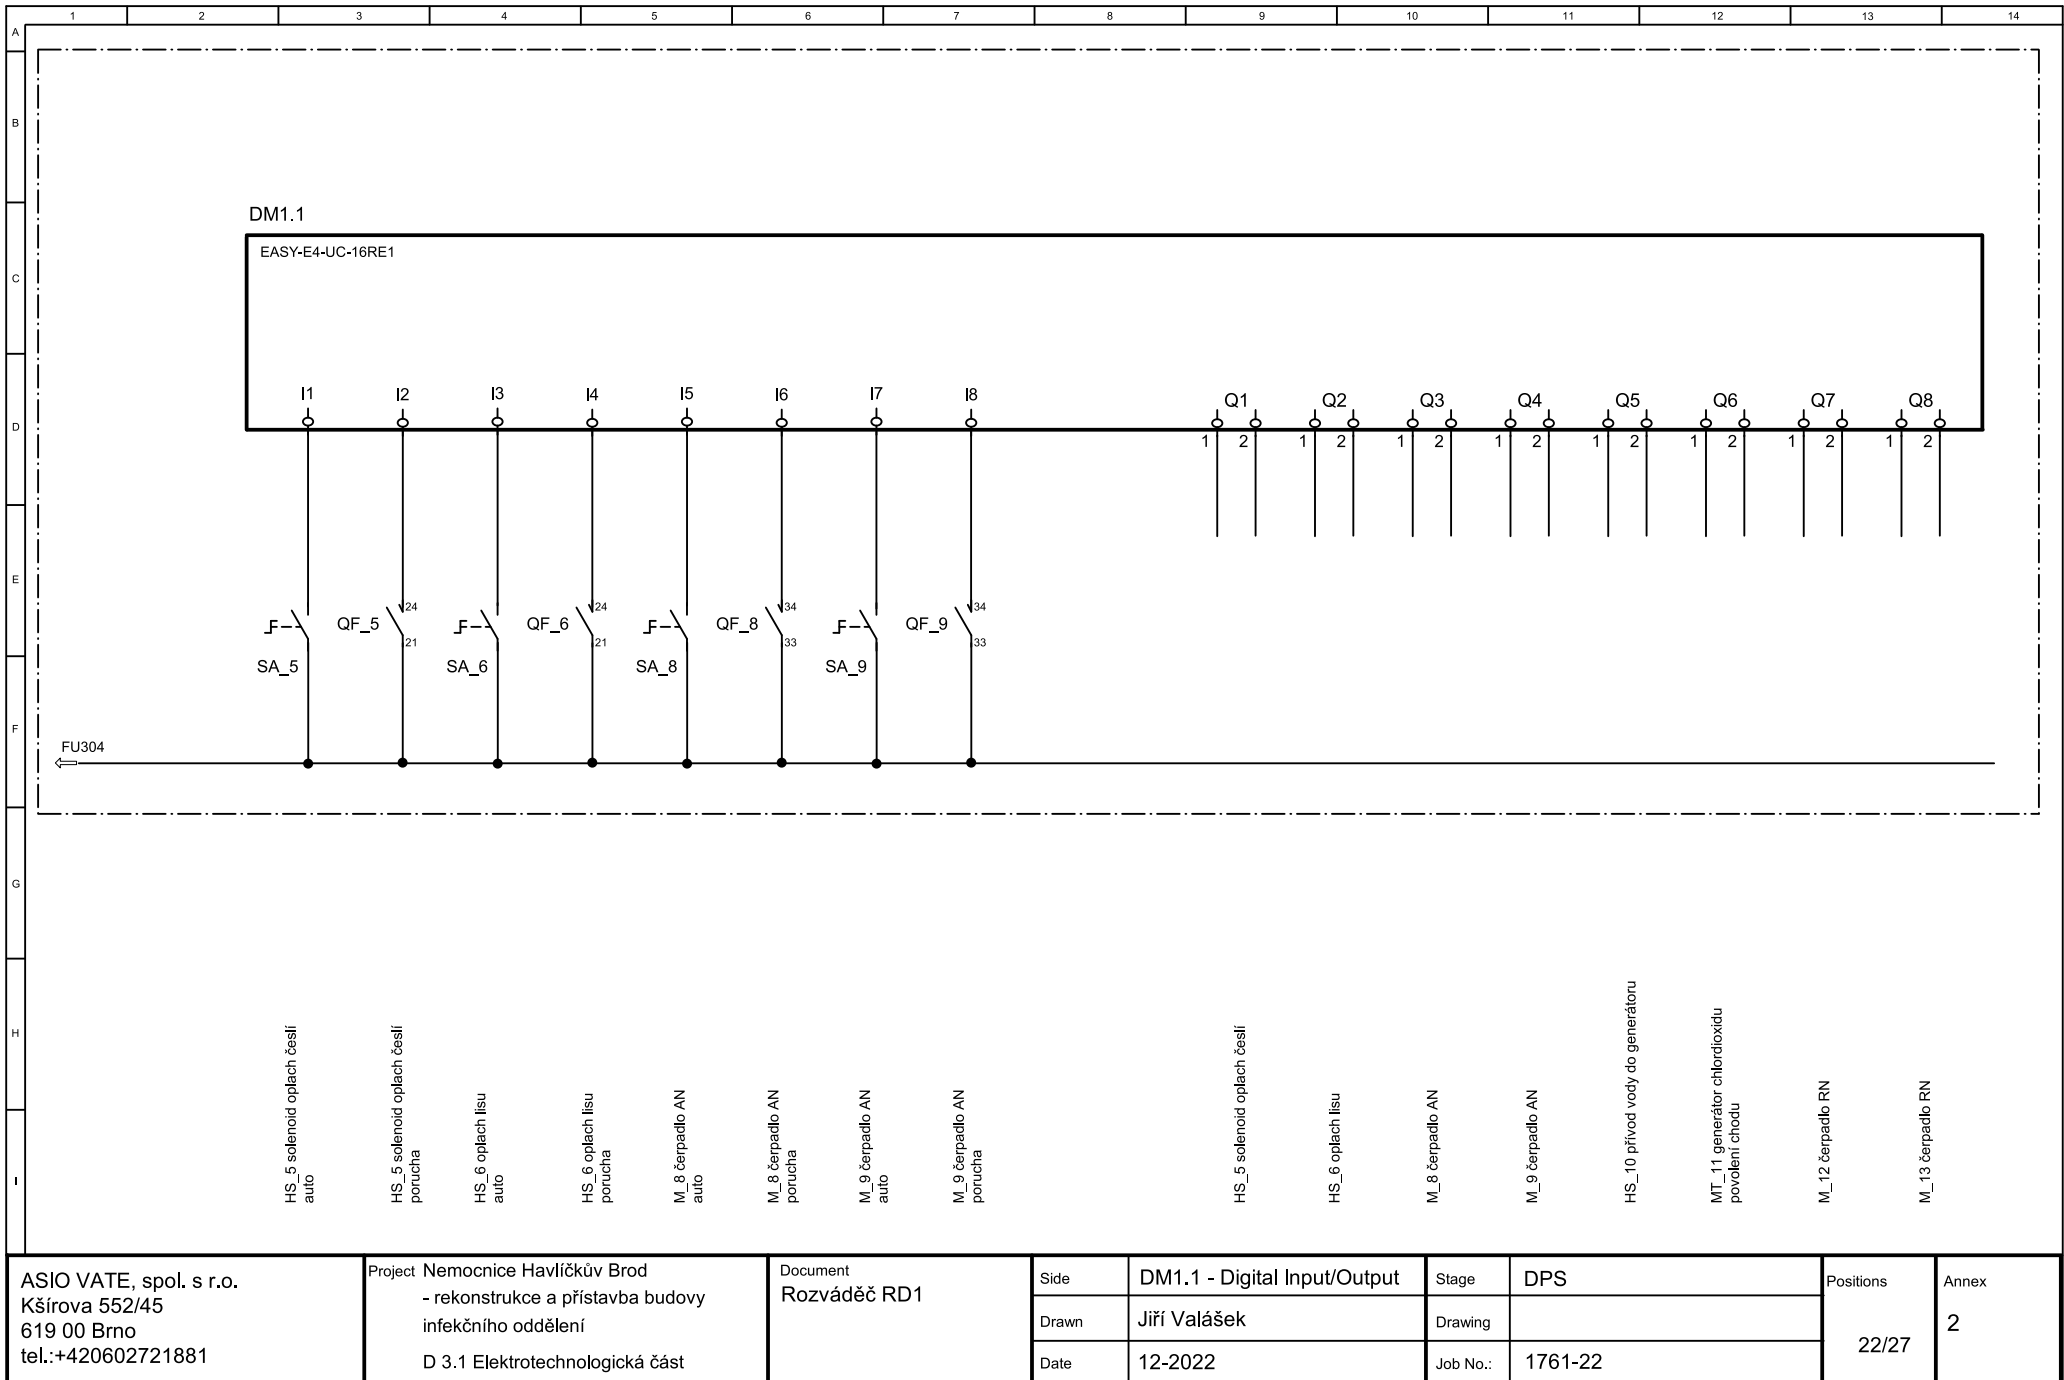 1 2 3 4 5 6 7 8 9 10 11 12 13 14
A
B
C
D
E
F
G
H
I
DM1.1
EASY-E4-UC-16RE1
I1 I2 I3 I4 I5 I6 I7 I8
Q1 Q2 Q3 Q4 Q5 Q6 Q7 Q8
1 2 1 2 1 2 1 2 1 2 1 2 1 2 1 2
24 24 34 34
QF_5 QF_6 QF_8 QF_9
21 21 33 33
SA_5 SA_6 SA_8 SA_9
FU304
HS_5 solenoid oplach česlí
auto
HS_5 solenoid oplach česlí
porucha
HS_6 oplach lisu
auto
HS_6 oplach lisu
porucha
M_8 čerpadlo AN
auto
M_8 čerpadlo AN
porucha
M_9 čerpadlo AN
auto
M_9 čerpadlo AN
porucha
HS_5 solenoid oplach česlí
HS_6 oplach lisu
M_8 čerpadlo AN
M_9 čerpadlo AN
HS_10 přívod vody do generátoru
MT_11 generátor chlordioxidu
povolení chodu
M_12 čerpadlo RN
M_13 čerpadlo RN
ASIO VATE, spol. s r.o.
Kšírova 552/45
619 00 Brno
tel.:+420602721881
Project Nemocnice Havlíčkův Brod
- rekonstrukce a přístavba budovy
infekčního oddělení
D 3.1 Elektrotechnologická část
Document
Rozváděč RD1
Side DM1.1 - Digital Input/Output
Drawn Jiří Valášek
Date 12-2022
Stage DPS
Drawing
Job No.: 1761-22
Positions
22/27
Annex
2